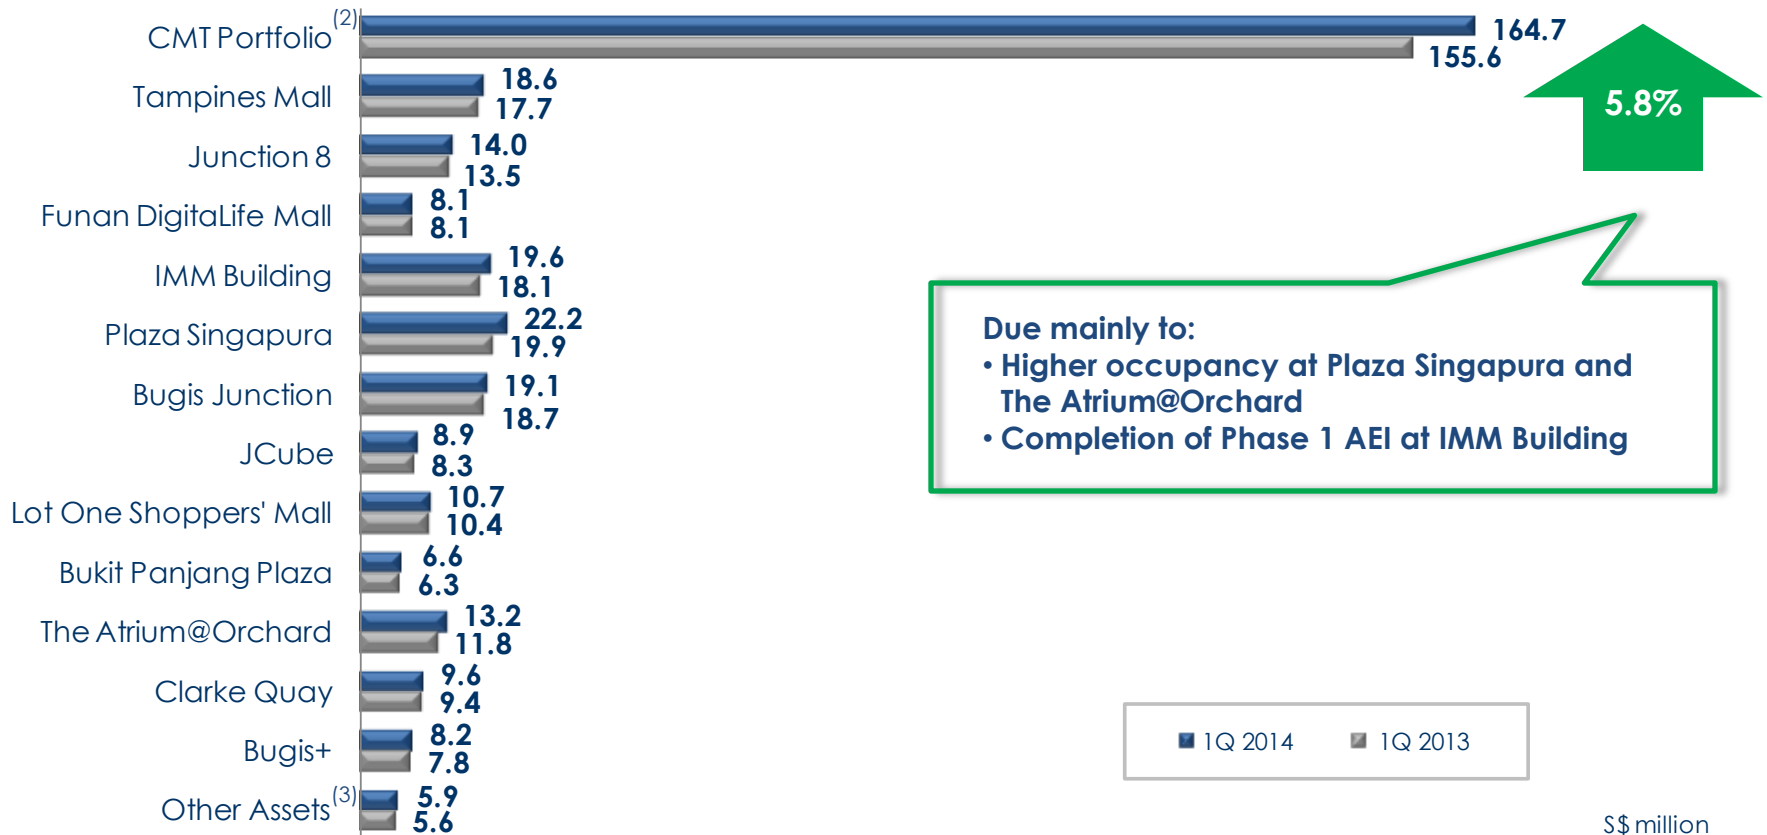 CMT Portfolio(2) 164.7
155.6
Tampines Mall 18.6
17.7
Junction 8 14.0
13.5
Funan DigitaLife Mall 8.1
8.1
IMM Building 19.6
18.1
Plaza Singapura 22.2
19.9
Bugis Junction 19.1
18.7
JCube 8.9
8.3
Lot One Shoppers' Mall 10.7
10.4
Bukit Panjang Plaza 6.6
6.3
The Atrium@Orchard 13.2
11.8
Clarke Quay 9.6
9.4
Bugis+ 8.2
7.8
Other Assets(3) 5.9
5.6
5.8%
Due mainly to:
• Higher occupancy at Plaza Singapura and
The Atrium@Orchard
• Completion of Phase 1 AEI at IMM Building
1Q 2014 1Q 2013
S$ million